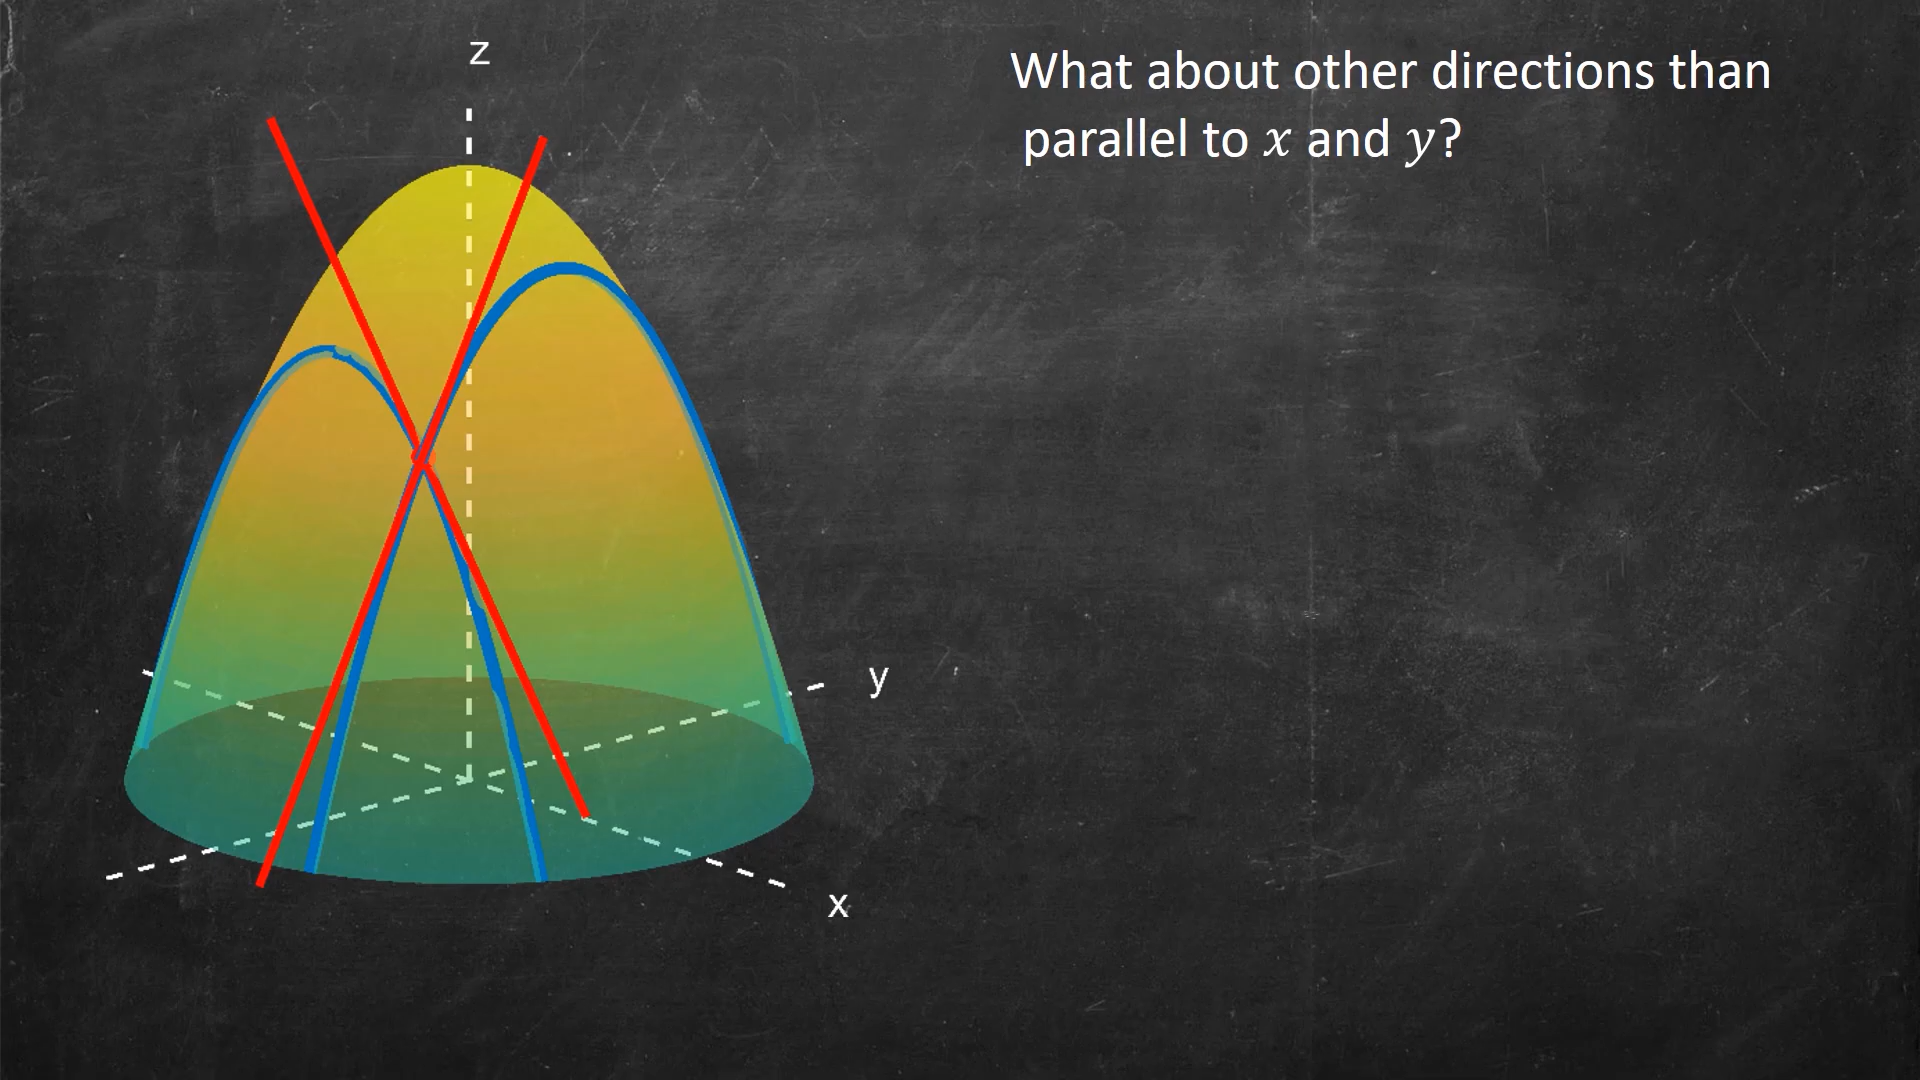 z
What about other directions than
parallel to x and y?
y
x